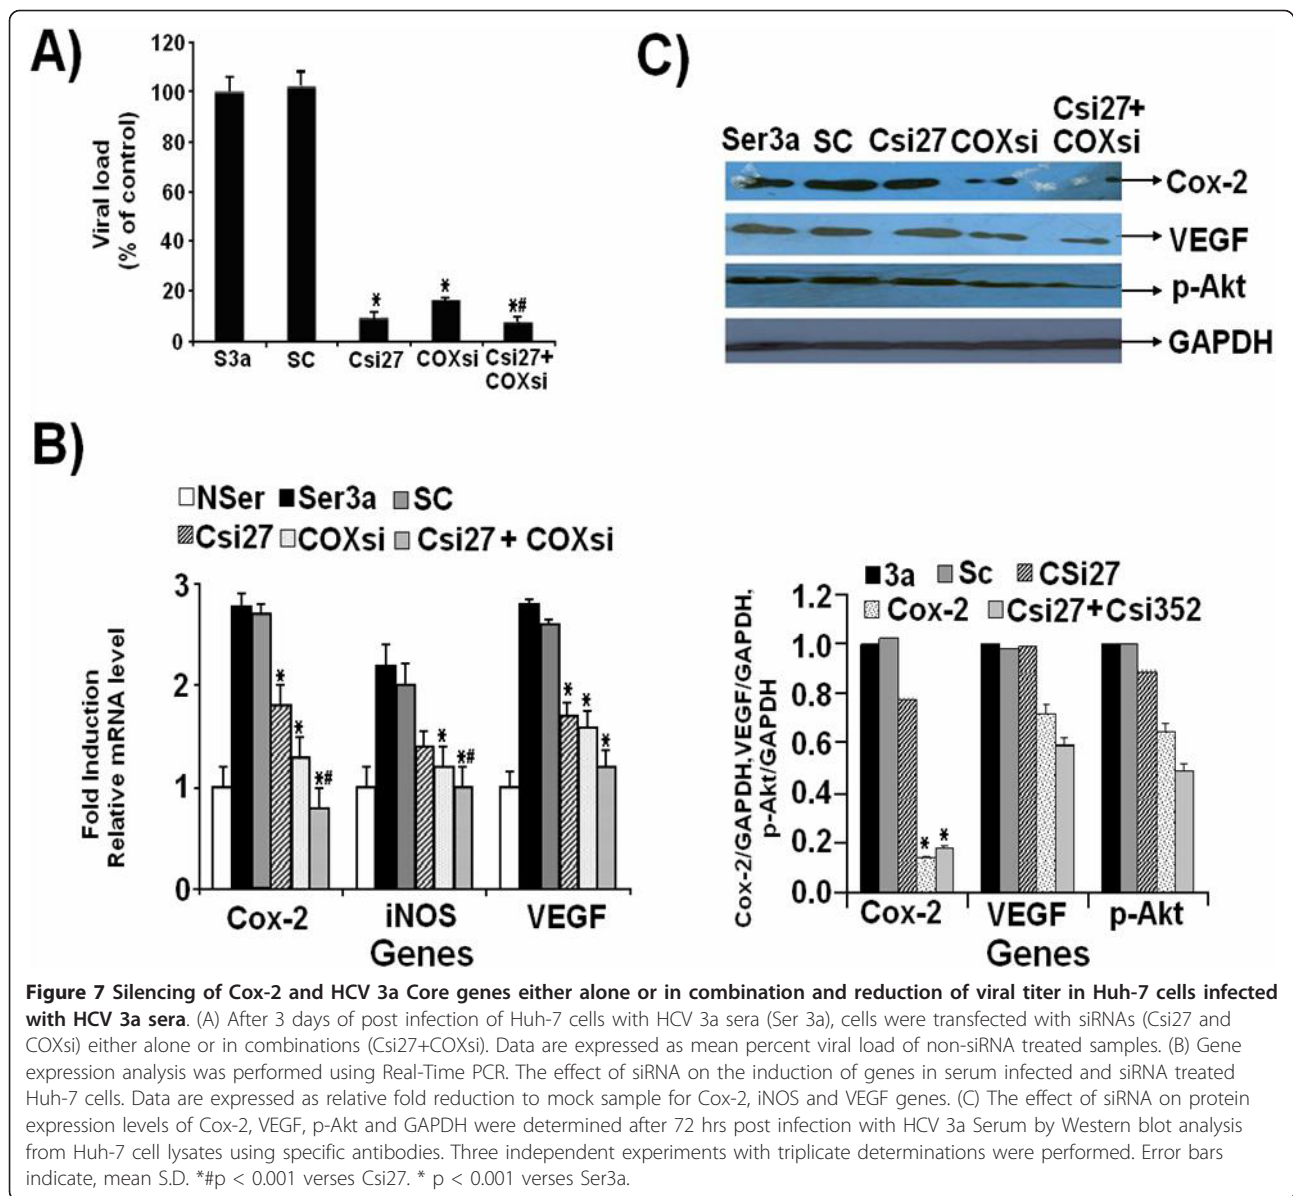 A)
120
100
80
60
40
20
0
Viral load
(% of control)
*
*
*#
S3a SC Csi27 COXsi Csi27+
COXsi
C)
Ser3a SC Csi27 COXsi Csi27+
COXsi
Cox-2
VEGF
p-Akt
GAPDH
B)
NSer Ser3a SC
Csi27 COXsi Csi27 + COXsi
3
2
1
0
Fold Induction
Relative mRNA level
*
*
*#
*
*#
*
*
*
Cox-2 iNOS VEGF
Genes
3a Sc CSi27
Cox-2 Csi27+Csi352
1.2
1.0
0.8
0.6
0.4
0.2
0.0
Cox-2/GAPDH,VEGF/GAPDH,
p-Akt/GAPDH
*
*
Cox-2 VEGF p-Akt
Genes
Figure 7 Silencing of Cox-2 and HCV 3a Core genes either alone or in combination and reduction of viral titer in Huh-7 cells infected
with HCV 3a sera. (A) After 3 days of post infection of Huh-7 cells with HCV 3a sera (Ser 3a), cells were transfected with siRNAs (Csi27 and
COXsi) either alone or in combinations (Csi27+COXsi). Data are expressed as mean percent viral load of non-siRNA treated samples. (B) Gene
expression analysis was performed using Real-Time PCR. The effect of siRNA on the induction of genes in serum infected and siRNA treated
Huh-7 cells. Data are expressed as relative fold reduction to mock sample for Cox-2, iNOS and VEGF genes. (C) The effect of siRNA on protein
expression levels of Cox-2, VEGF, p-Akt and GAPDH were determined after 72 hrs post infection with HCV 3a Serum by Western blot analysis
from Huh-7 cell lysates using specific antibodies. Three independent experiments with triplicate determinations were performed. Error bars
indicate, mean S.D. *#p < 0.001 verses Csi27. * p < 0.001 verses Ser3a.